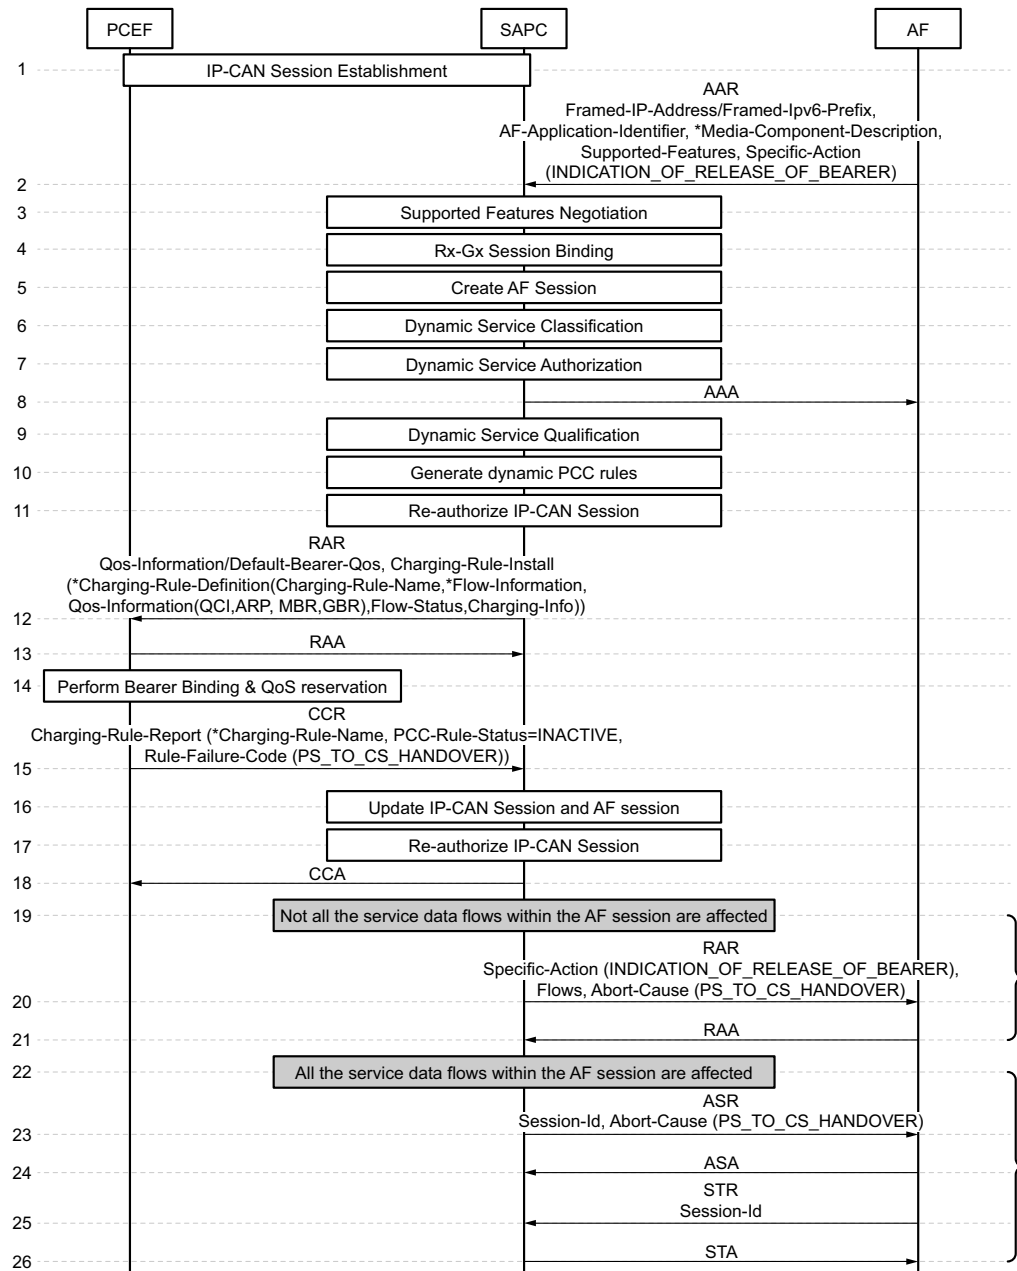 PCEF
SAPC
AF
1
IP-CAN Session Establishment
AAR
Framed-IP-Address/Framed-Ipv6-Prefix,
AF-Application-Identifier, *Media-Component-Description,
Supported-Features, Specific-Action
(INDICATION_OF_RELEASE_OF_BEARER)
2
3
Supported Features Negotiation
4
Rx-Gx Session Binding
5
Create AF Session
6
Dynamic Service Classification
7
Dynamic Service Authorization
8
AAA
9
Dynamic Service Qualification
10
Generate dynamic PCC rules
11
Re-authorize IP-CAN Session
RAR
Qos-Information/Default-Bearer-Qos, Charging-Rule-Install
(*Charging-Rule-Definition(Charging-Rule-Name,*Flow-Information,
Qos-Information(QCI,ARP, MBR,GBR),Flow-Status,Charging-Info))
12
13
RAA
14
Perform Bearer Binding & QoS reservation
CCR
Charging-Rule-Report (*Charging-Rule-Name, PCC-Rule-Status=INACTIVE,
Rule-Failure-Code (PS_TO_CS_HANDOVER))
15
16
Update IP-CAN Session and AF session
17
Re-authorize IP-CAN Session
18
CCA
19
Not all the service data flows within the AF session are affected
RAR
Specific-Action (INDICATION_OF_RELEASE_OF_BEARER),
Flows, Abort-Cause (PS_TO_CS_HANDOVER)
20
21
RAA
22
All the service data flows within the AF session are affected
ASR
Session-Id, Abort-Cause (PS_TO_CS_HANDOVER)
23
24
ASA
STR
Session-Id
25
26
STA